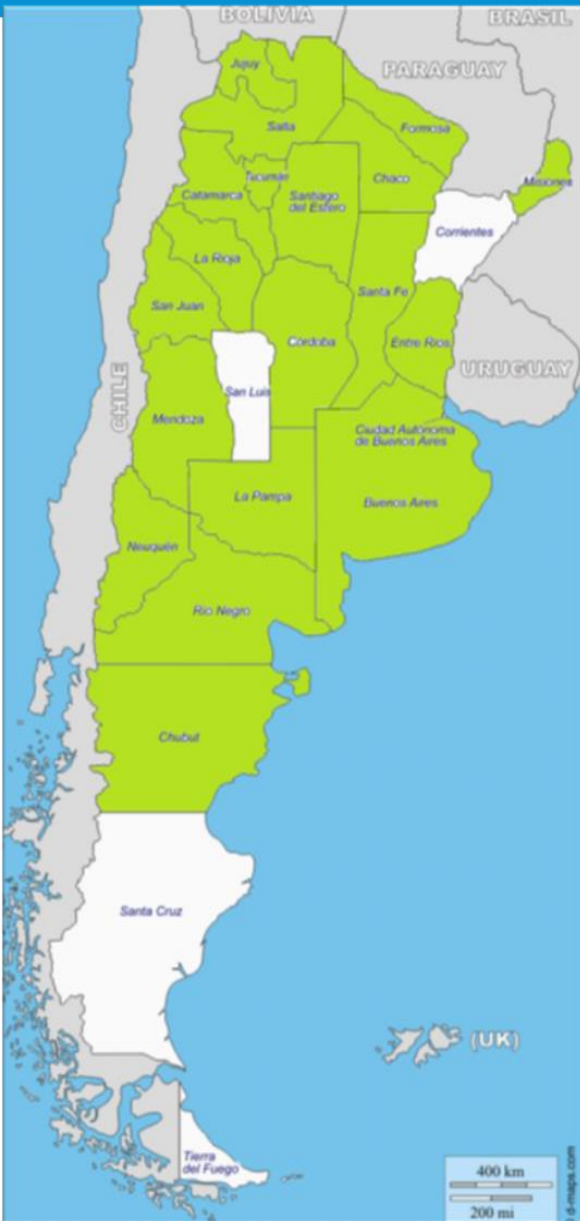 BOLIVIA
BRASIL
PARAGUAY
Jujuy
Salta
Formosa
Tucumán
Chaco
Misiones
Catamarca
Santiago
del Estero
Corrientes
La Rioja
Santa Fe
San Juan
Córdoba
Entre Ríos
URUGUAY
CHILE
San Luis
Mendoza
Ciudad Autónoma
de Buenos Aires
La Pampa
Buenos Aires
Neuquén
Río Negro
Chubut
Santa Cruz
(UK)
Tierra
del Fuego
400 km
200 mi
d-maps.com